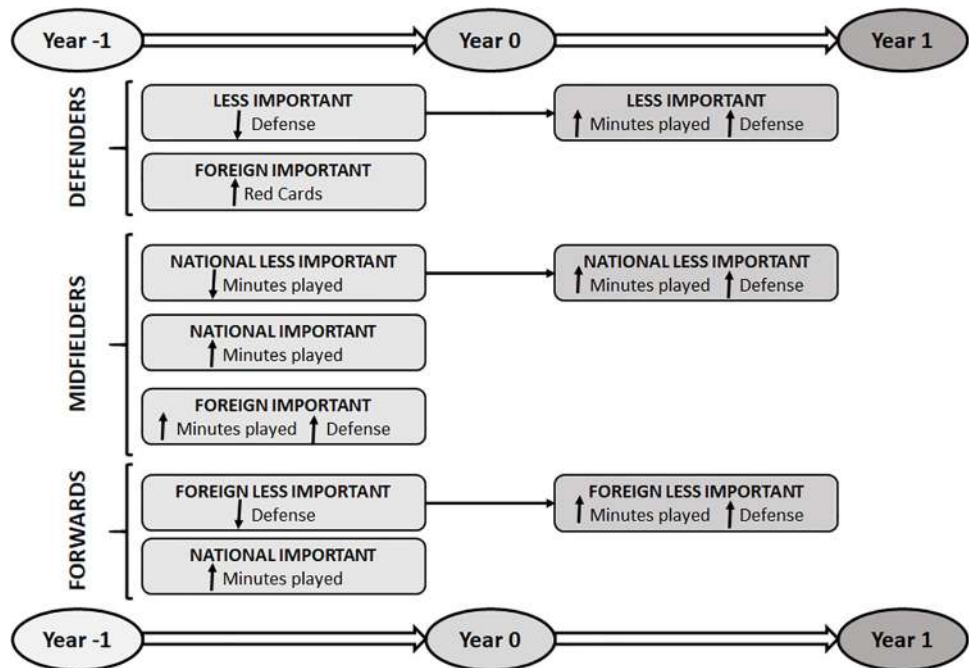 Year -1
Year 0
Year 1
DEFENDERS
LESS IMPORTANT
↓ Defense
LESS IMPORTANT
↑ Minutes played ↑ Defense
FOREIGN IMPORTANT
↑ Red Cards
MIDFIELDERS
NATIONAL LESS IMPORTANT
↓ Minutes played
NATIONAL LESS IMPORTANT
↑ Minutes played ↑ Defense
NATIONAL IMPORTANT
↑ Minutes played
FOREIGN IMPORTANT
↑ Minutes played ↑ Defense
FORWARDS
FOREIGN LESS IMPORTANT
↓ Defense
FOREIGN LESS IMPORTANT
↑ Minutes played ↑ Defense
NATIONAL IMPORTANT
↑ Minutes played
Year -1
Year 0
Year 1